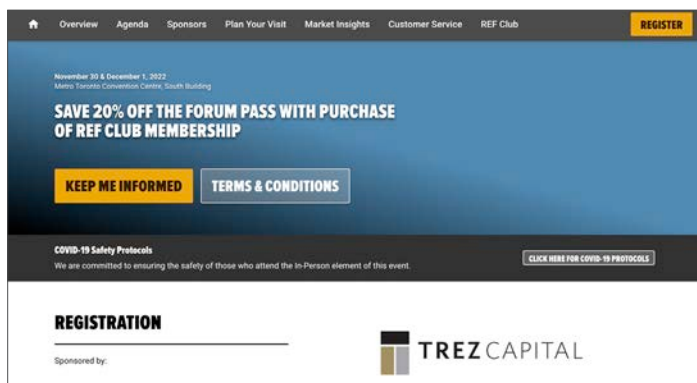 Overview Agenda Sponsors Plan Your Visit Market Insights Customer Service REF Club REGISTER
November 30 & December 1, 2022
Metro Toronto Convention Centre, South Building
SAVE 20% OFF THE FORUM PASS WITH PURCHASE
OF REF CLUB MEMBERSHIP
KEEP ME INFORMED TERMS & CONDITIONS
COVID-19 Safety Protocols
We are committed to ensuring the safety of those who attend the In-Person element of this event.
CLICK HERE FOR COVID-19 PROTOCOLS
REGISTRATION
Sponsored by:
TREZ CAPITAL